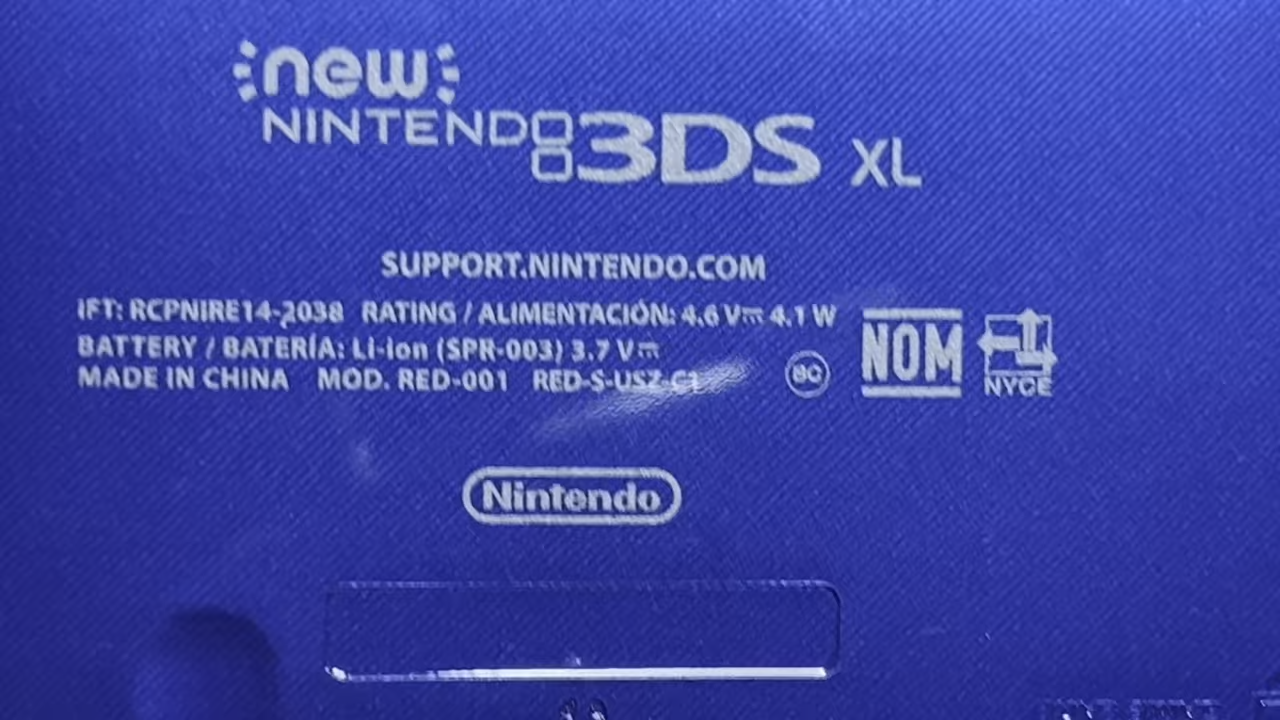 new
NINTENDO 3DS XL
SUPPORT.NINTENDO.COM
IFT: RCPNIRE14-2038 RATING / ALIMENTACIÓN: 4.6 V⎓ 4.1 W
BATTERY / BATERÍA: Li-ion (SPR-003) 3.7 V⎓
MADE IN CHINA MOD. RED-001 RED-S-USZ-C1
BC
NOM
NYCE
Nintendo